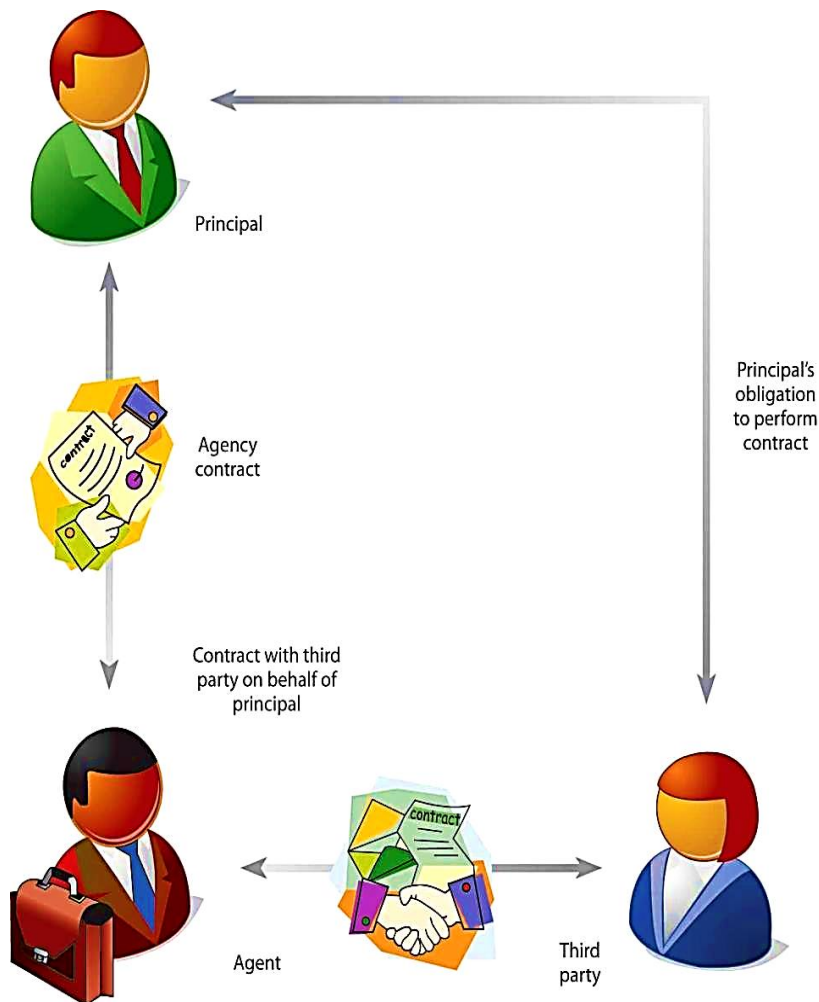 Principal
contract
Agency
contract
Principal's
obligation
to perform
contract
Contract with third
party on behalf of
principal
contract
Agent
Third
party